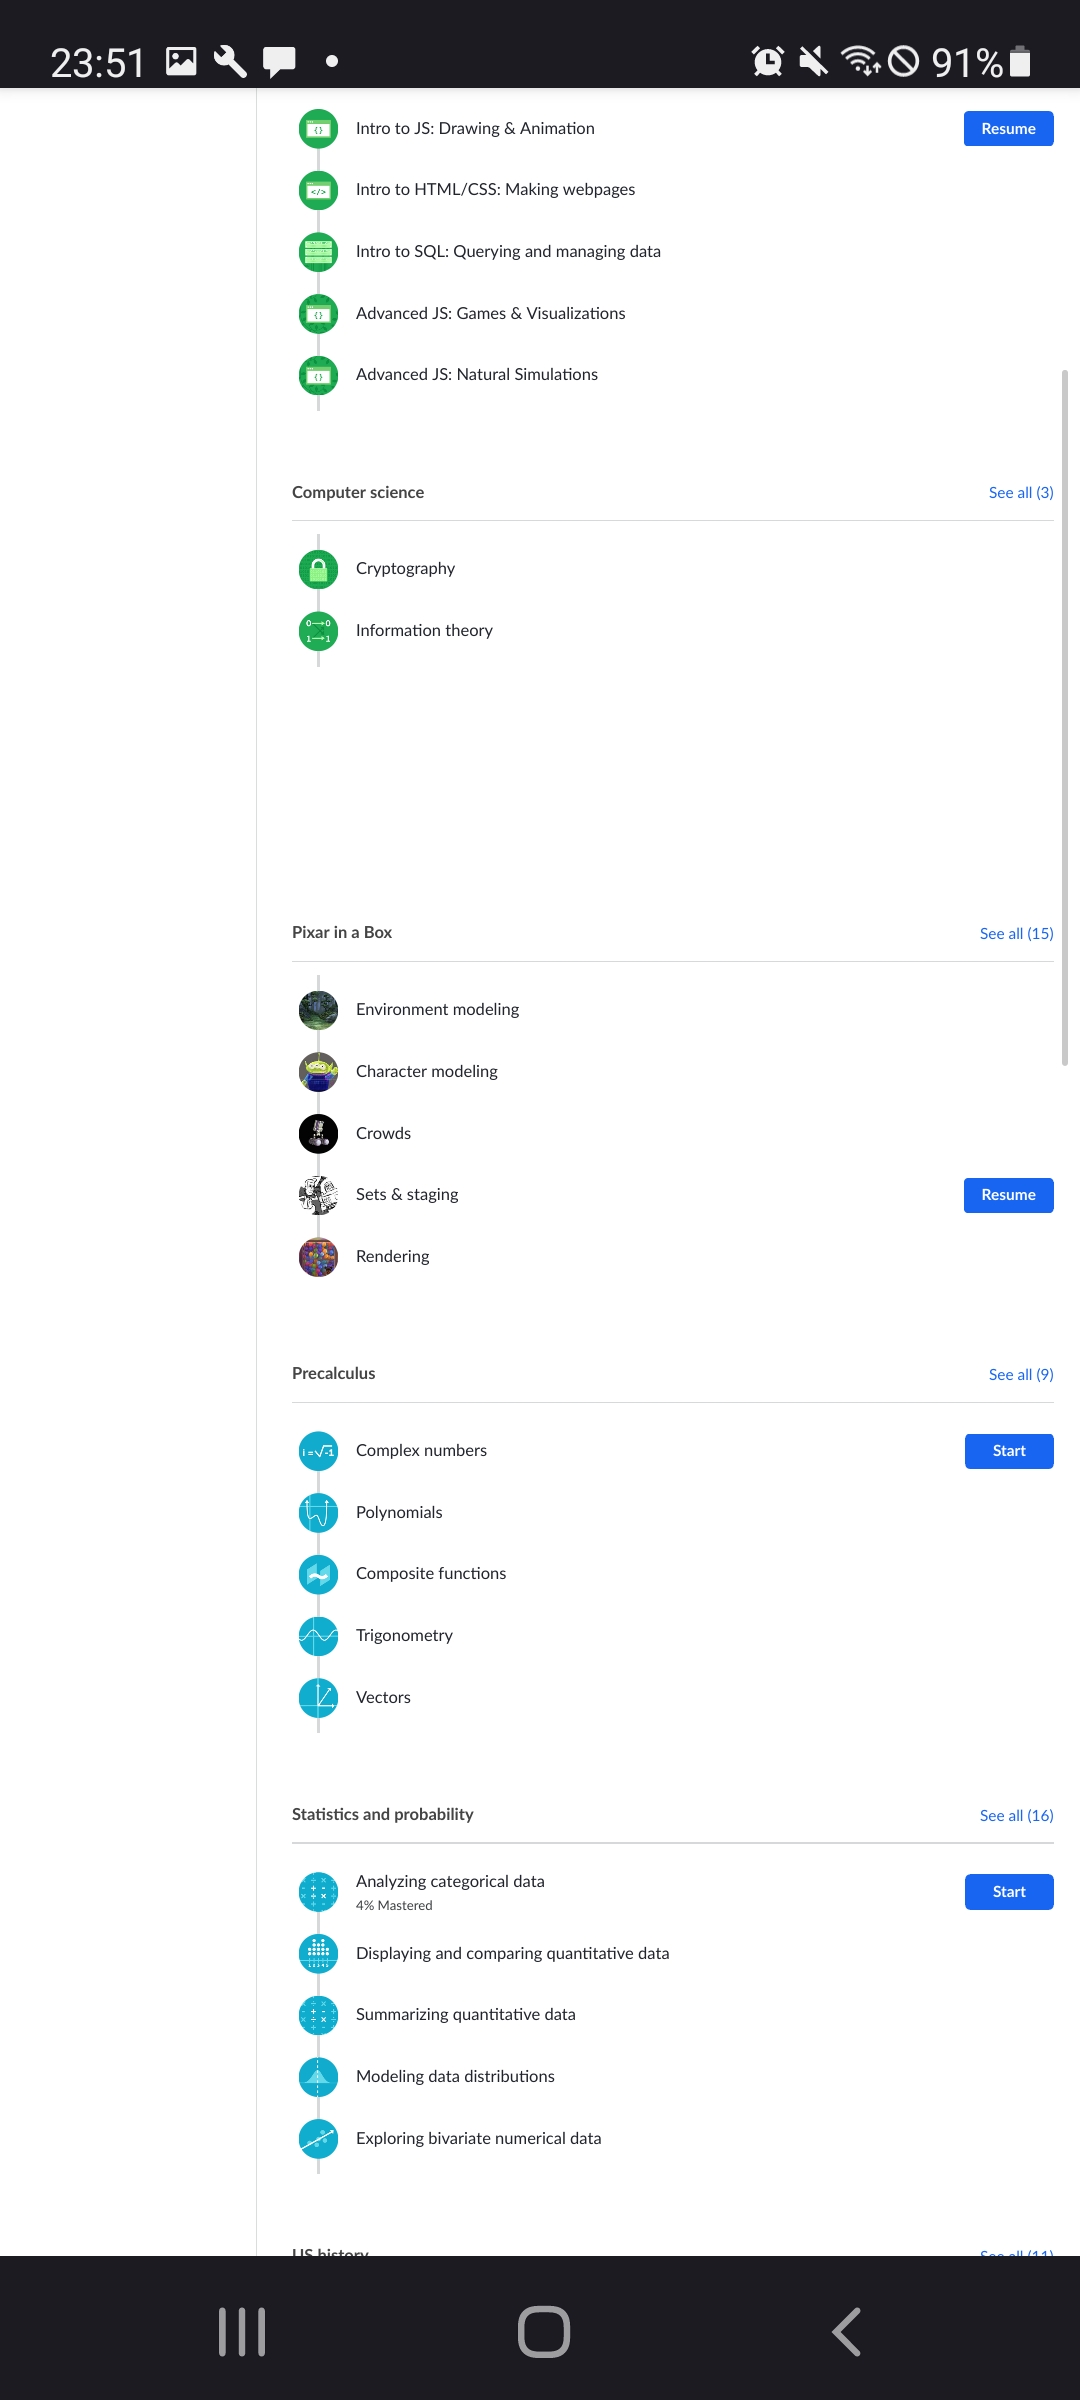 23:51 91%
Intro to JS: Drawing & Animation Resume
Intro to HTML/CSS: Making webpages
Intro to SQL: Querying and managing data
Advanced JS: Games & Visualizations
Advanced JS: Natural Simulations
Computer science See all (3)
Cryptography
Information theory
Pixar in a Box See all (15)
Environment modeling
Character modeling
Crowds
Sets & staging Resume
Rendering
Precalculus See all (9)
Complex numbers Start
Polynomials
Composite functions
Trigonometry
Vectors
Statistics and probability See all (16)
Analyzing categorical data Start
4% Mastered
Displaying and comparing quantitative data
Summarizing quantitative data
Modeling data distributions
Exploring bivariate numerical data
US history See all (11)